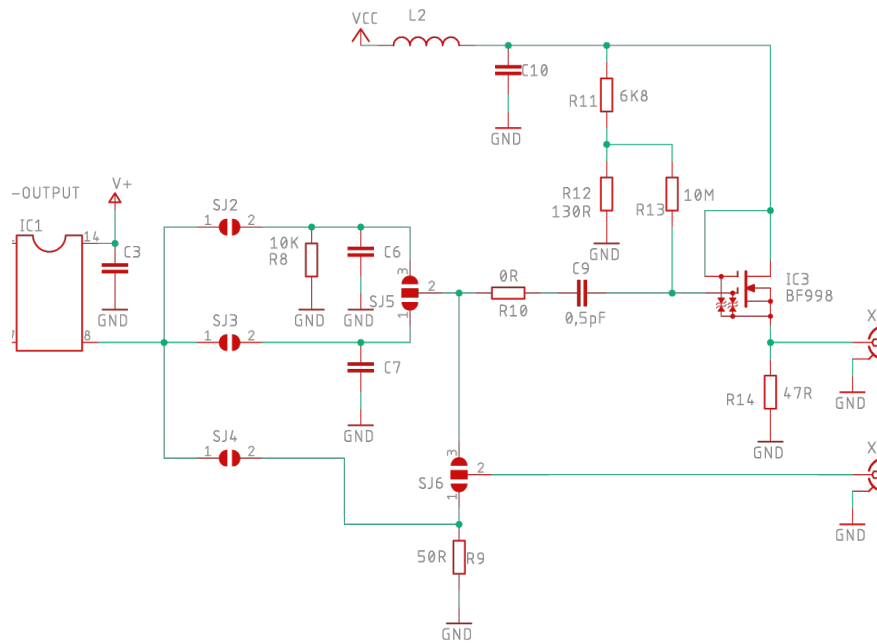 VCC
L2
C10
GND
R11
6K8
R12
130R
R13
10M
GND
-OUTPUT
V+
IC1
14
C3
GND
SJ2
1
2
10K
R8
C6
GND
GND
3
SJ5
2
1
0R
R10
C9
0,5pF
IC3
BF998
8
SJ3
1
2
C7
GND
X
GND
R14
47R
GND
SJ4
1
2
3
SJ6
2
1
X
GND
50R
R9
GND